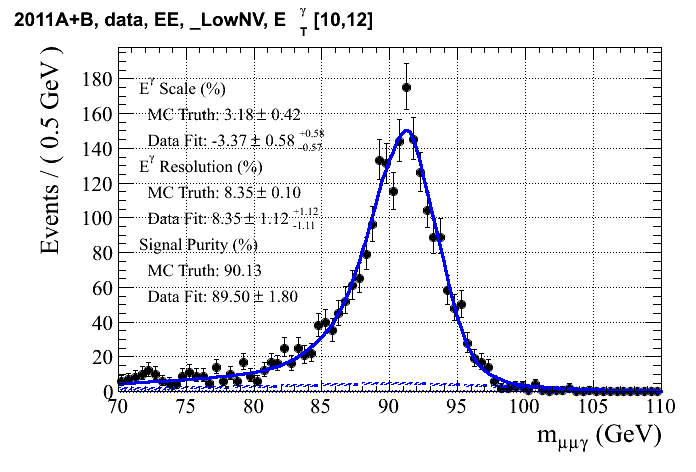 2011A+B, data, EE, _LowNV, E γ T [10,12]
Events / ( 0.5 GeV )
180
160
140
120
100
80
60
40
20
0
Eγ Scale (%)
MC Truth: 3.18 ± 0.42
Data Fit: -3.37 ± 0.58 +0.58 -0.57
Eγ Resolution (%)
MC Truth: 8.35 ± 0.10
Data Fit: 8.35 ± 1.12 +1.12 -1.11
Signal Purity (%)
MC Truth: 90.13
Data Fit: 89.50 ± 1.80
70 75 80 85 90 95 100 105 110
mμμγ (GeV)